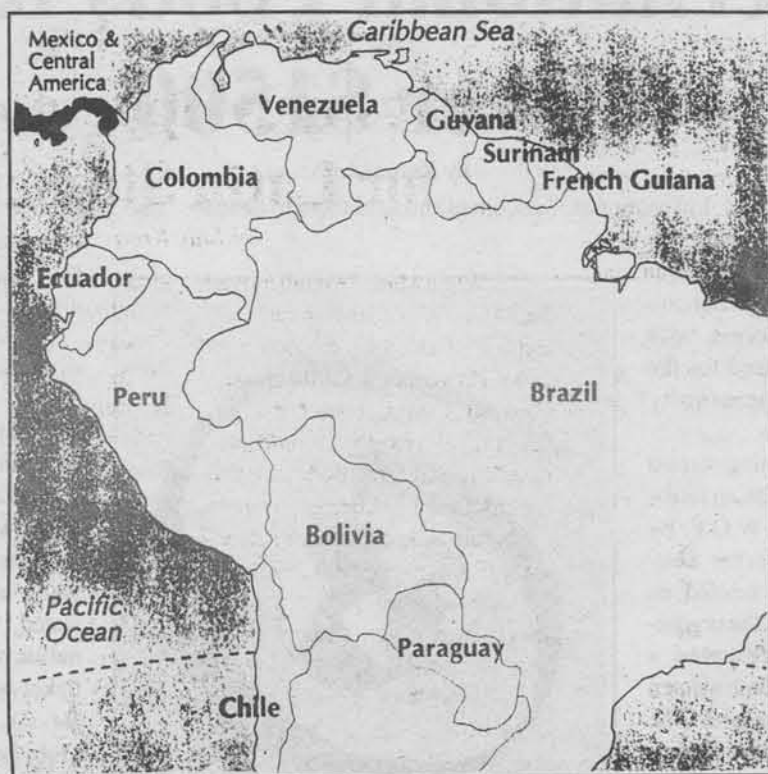 Caribbean Sea
Mexico &
Central
America
Venezuela
Guyana
Surinam
Colombia
French Guiana
Ecuador
Peru
Brazil
Bolivia
Pacific
Ocean
Paraguay
Chile